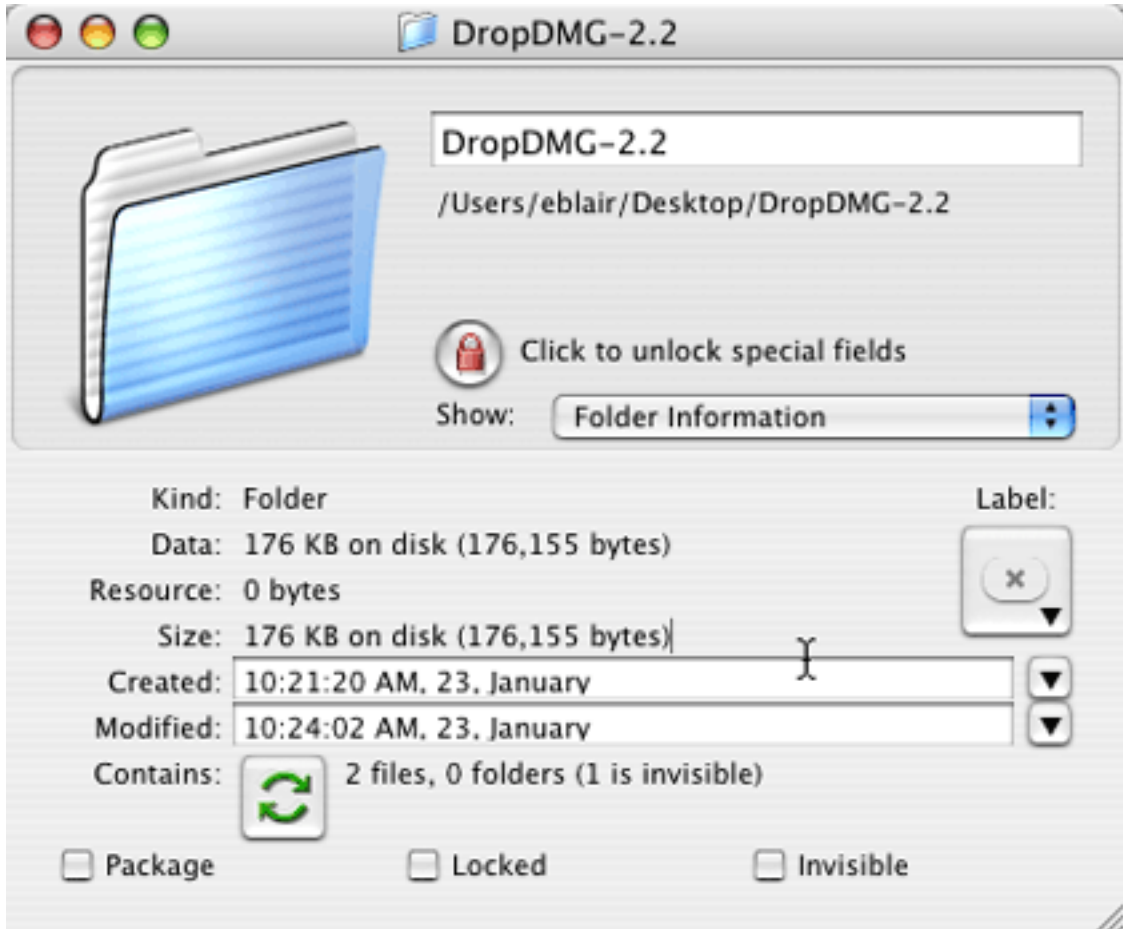 DropDMG-2.2
DropDMG-2.2
/Users/eblair/Desktop/DropDMG-2.2
Click to unlock special fields
Show: Folder Information
Kind: Folder
Label:
Data: 176 KB on disk (176,155 bytes)
Resource: 0 bytes
Size: 176 KB on disk (176,155 bytes)
Created: 10:21:20 AM, 23, January
Modified: 10:24:02 AM, 23, January
Contains: 2 files, 0 folders (1 is invisible)
Package Locked Invisible